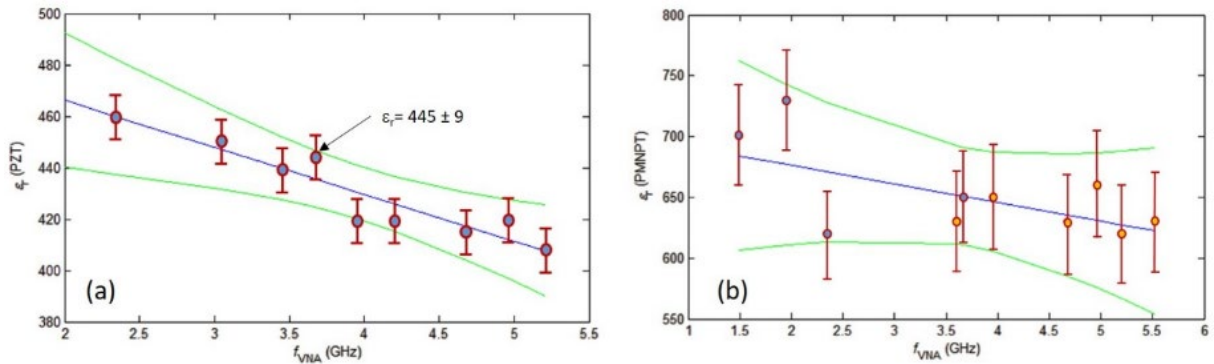 500
480
460
440
420
400
380
εr (PZT)
εr= 445 ± 9
(a)
2 2.5 3 3.5 4 4.5 5 5.5
fVNA (GHz)
800
750
700
650
600
550
εr (PMNPT)
(b)
1 1.5 2 2.5 3 3.5 4 4.5 5 5.5 6
fVNA (GHz)